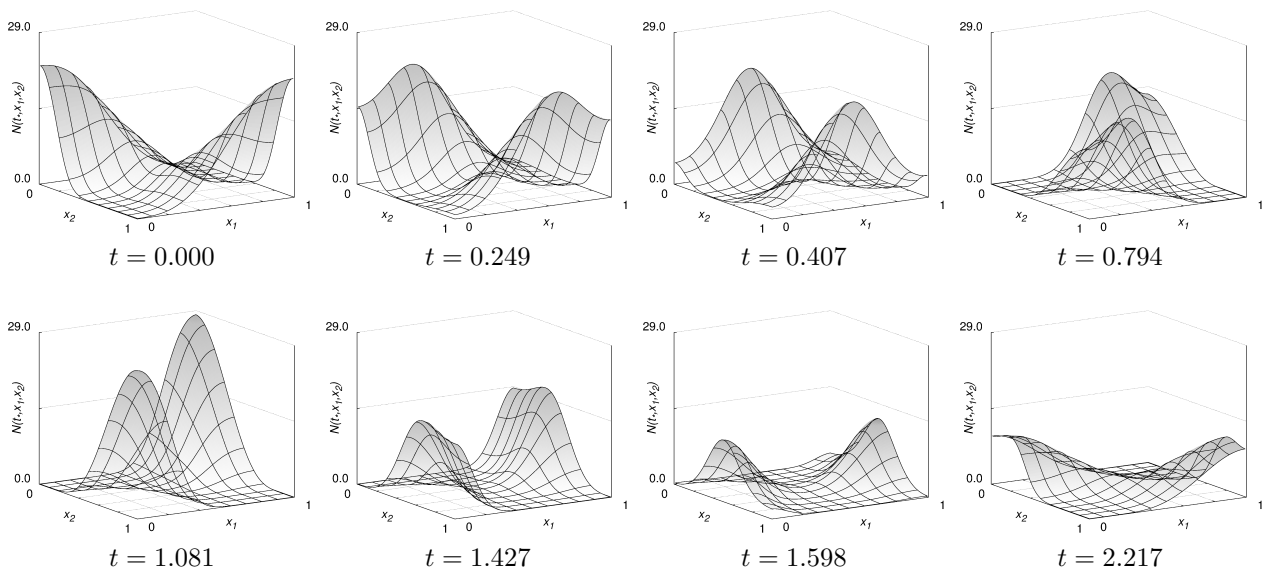 29.0 29.0 29.0 29.0
N(t*,x1,x2) N(t*,x1,x2) N(t*,x1,x2) N(t*,x1,x2)
0.0 0.0 0.0 0.0
0 1 0 1 0 1 0 1
x2 x1 x2 x1 x2 x1 x2 x1
1 0 1 0 1 0 1 0
t = 0.000 t = 0.249 t = 0.407 t = 0.794
29.0 29.0 29.0 29.0
N(t*,x1,x2) N(t*,x1,x2) N(t*,x1,x2) N(t*,x1,x2)
0.0 0.0 0.0 0.0
0 1 0 1 0 1 0 1
x2 x1 x2 x1 x2 x1 x2 x1
1 0 1 0 1 0 1 0
t = 1.081 t = 1.427 t = 1.598 t = 2.217